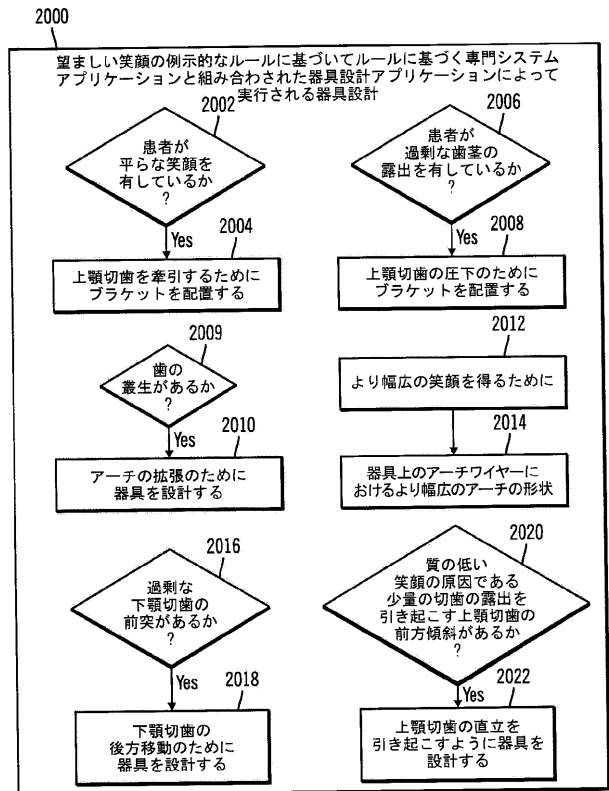 2000
望ましい笑顔の例示的なルールに基づいてルールに基づく専門システム
アプリケーションと組み合わされた器具設計アプリケーションによって
実行される器具設計
2002
患者が
平らな笑顔を
有しているか
?
Yes
2004
上顎切歯を牽引するために
ブラケットを配置する
2006
患者が
過剰な歯茎の
露出を有しているか
?
Yes
2008
上顎切歯の圧下のために
ブラケットを配置する
2009
歯の
叢生があるか
?
Yes
2010
アーチの拡張のために
器具を設計する
2012
より幅広の笑顔を得るために
2014
器具上のアーチワイヤーに
おけるより幅広のアーチの形状
2016
過剰な
下顎切歯の
前突があるか
?
Yes
2018
下顎切歯の
後方移動のために
器具を設計する
2020
質の低い
笑顔の原因である
少量の切歯の露出を
引き起こす上顎切歯の
前方傾斜があるか
?
Yes
2022
上顎切歯の直立を
引き起こすように器具を
設計する